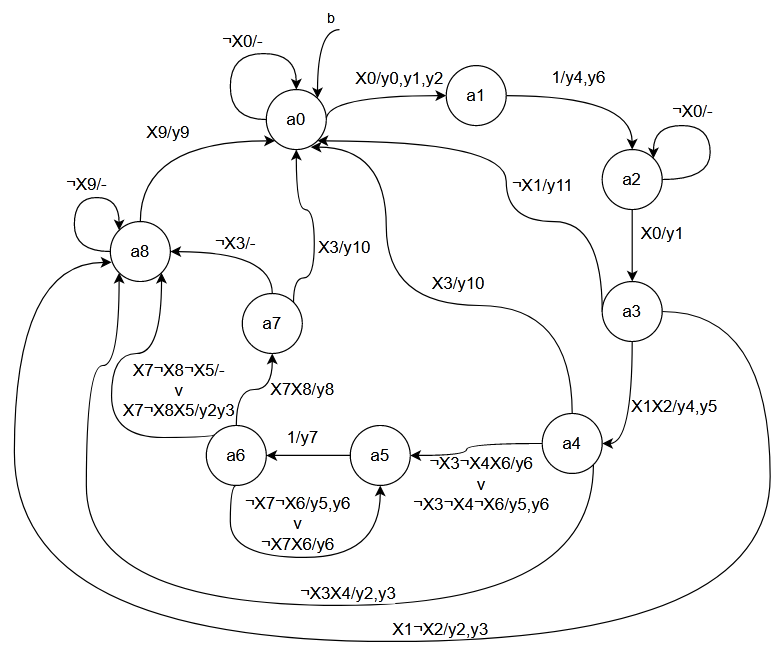 b
¬X0/-
X0/y0,y1,y2
1/y4,y6
a1
a0
¬X0/-
X9/y9
a2
¬X9/-
¬X1/y11
X0/y1
¬X3/-
X3/y10
a8
X3/y10
a3
a7
X7¬X8¬X5/-
v
X7¬X8X5/y2y3
X7X8/y8
X1X2/y4,y5
1/y7
a4
a6
a5
¬X3¬X4X6/y6
v
¬X3¬X4¬X6/y5,y6
¬X7¬X6/y5,y6
v
¬X7X6/y6
¬X3X4/y2,y3
X1¬X2/y2,y3